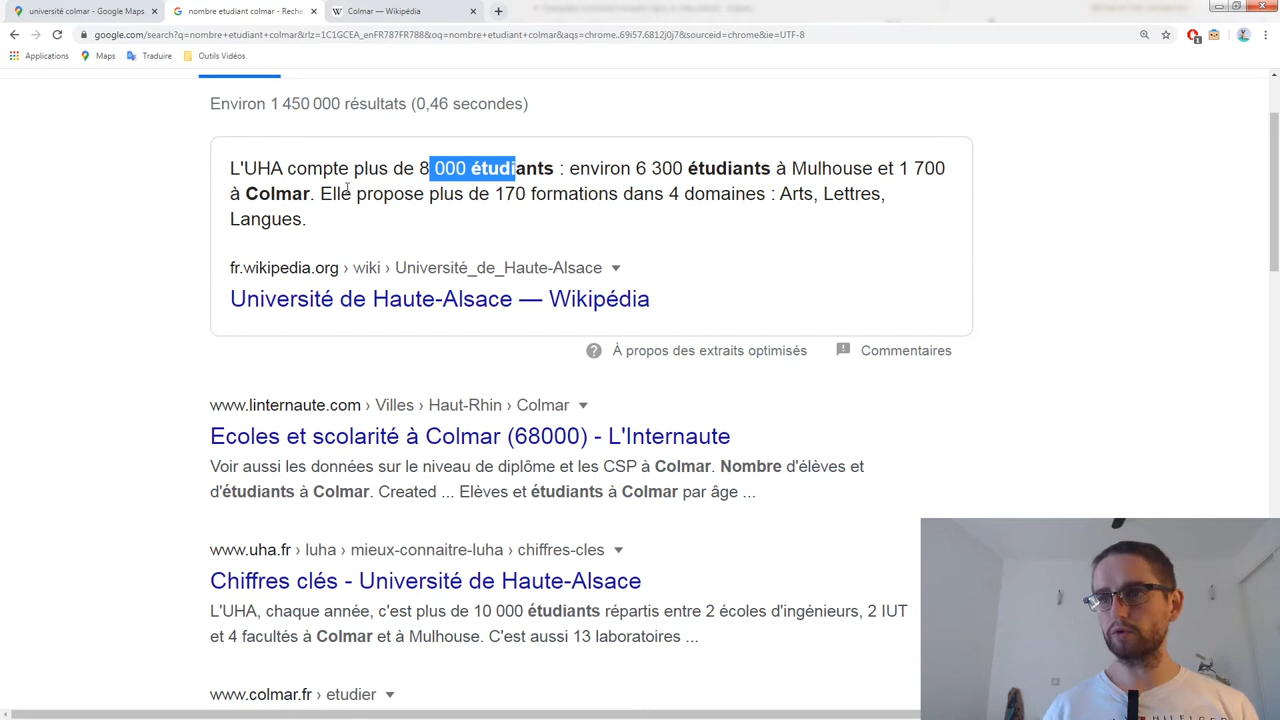 université colmar - Google Maps
nombre etudiant colmar - Reche
Colmar — Wikipédia
google.com/search?q=nombre+etudiant+colmar&rlz=1C1GCEA_enFR787FR788&oq=nombre+etudiant+colmar&aqs=chrome..69i57.6812j0j7&sourceid=chrome&ie=UTF-8
Applications
Maps
Traduire
Outils Vidéos
Environ 1 450 000 résultats (0,46 secondes)
L'UHA compte plus de 8 000 étudiants : environ 6 300 étudiants à Mulhouse et 1 700
à Colmar. Elle propose plus de 170 formations dans 4 domaines : Arts, Lettres,
Langues.
fr.wikipedia.org › wiki › Université_de_Haute-Alsace
Université de Haute-Alsace — Wikipédia
À propos des extraits optimisés
Commentaires
www.linternaute.com › Villes › Haut-Rhin › Colmar
Ecoles et scolarité à Colmar (68000) - L'Internaute
Voir aussi les données sur le niveau de diplôme et les CSP à Colmar. Nombre d'élèves et
d'étudiants à Colmar. Created ... Elèves et étudiants à Colmar par âge ...
www.uha.fr › luha › mieux-connaitre-luha › chiffres-cles
Chiffres clés - Université de Haute-Alsace
L'UHA, chaque année, c'est plus de 10 000 étudiants répartis entre 2 écoles d'ingénieurs, 2 IUT
et 4 facultés à Colmar et à Mulhouse. C'est aussi 13 laboratoires ...
www.colmar.fr › etudier